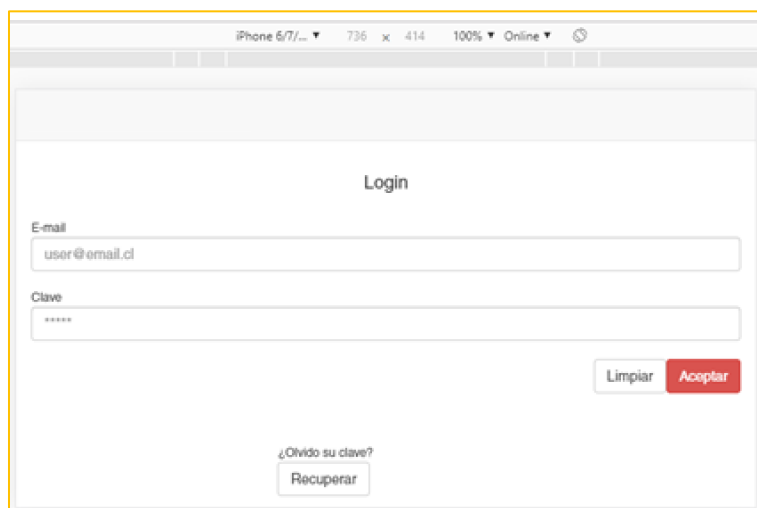 iPhone 6/7/... ▼ 736 x 414 100% ▼ Online ▼
Login
E-mail
user@email.cl
Clave
*****
Limpiar Aceptar
¿Olvido su clave?
Recuperar